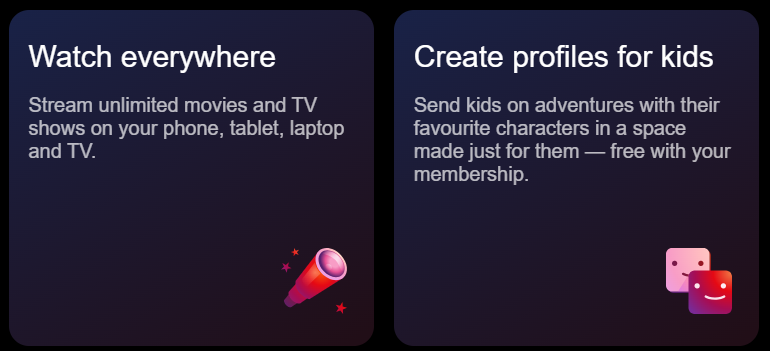 Watch everywhere
Stream unlimited movies and TV
shows on your phone, tablet, laptop
and TV.
Create profiles for kids
Send kids on adventures with their
favourite characters in a space
made just for them — free with your
membership.